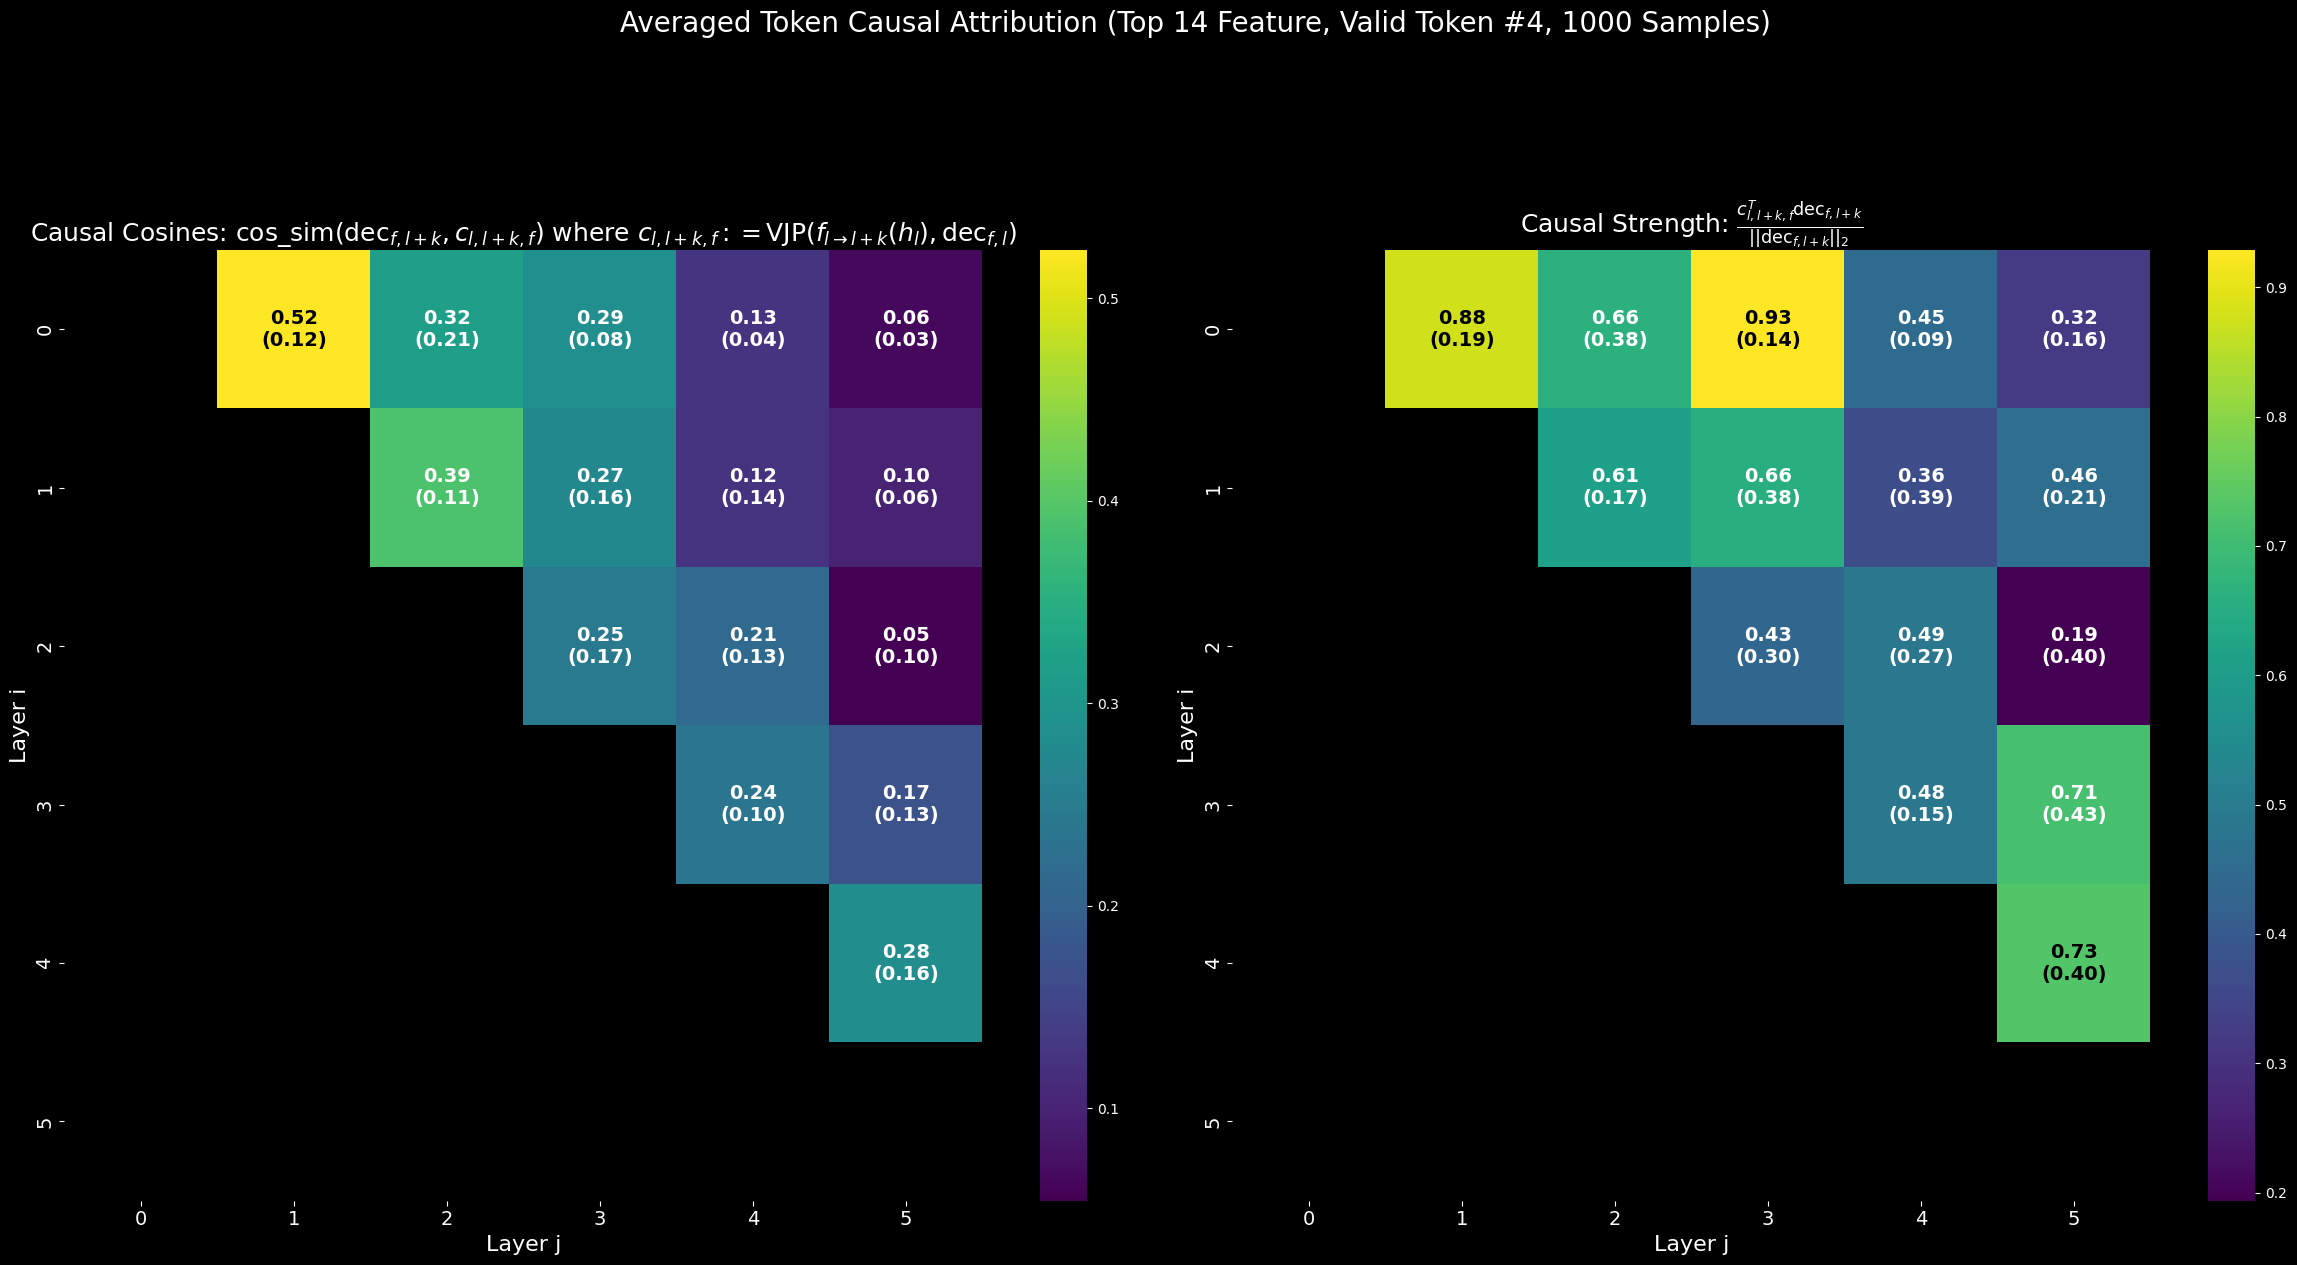 Averaged Token Causal Attribution (Top 14 Feature, Valid Token #4, 1000 Samples)
Causal Cosines: cos_sim(dec_{f,l+k}, c_{l,l+k,f}) where c_{l,l+k,f} := VJP(f_{l→l+k}(h_l), dec_{f,l})
0.52 0.32 0.29 0.13 0.06
(0.12) (0.21) (0.08) (0.04) (0.03)
0.39 0.27 0.12 0.10
(0.11) (0.16) (0.14) (0.06)
0.25 0.21 0.05
(0.17) (0.13) (0.10)
0.24 0.17
(0.10) (0.13)
0.28
(0.16)
0
1
2
3
4
5
Layer i
0 1 2 3 4 5
Layer j
0.5
0.4
0.3
0.2
0.1
Causal Strength: \frac{c^T_{l,l+k,f} dec_{f,l+k}}{||dec_{f,l+k}||_2}
0.88 0.66 0.93 0.45 0.32
(0.19) (0.38) (0.14) (0.09) (0.16)
0.61 0.66 0.36 0.46
(0.17) (0.38) (0.39) (0.21)
0.43 0.49 0.19
(0.30) (0.27) (0.40)
0.48 0.71
(0.15) (0.43)
0.73
(0.40)
0
1
2
3
4
5
Layer i
0 1 2 3 4 5
Layer j
0.9
0.8
0.7
0.6
0.5
0.4
0.3
0.2